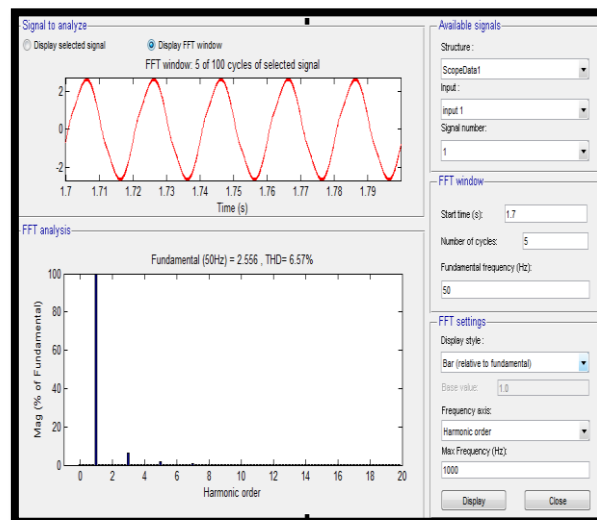 Signal to analyze
Display selected signal
Display FFT window
FFT window: 5 of 100 cycles of selected signal
2
0
-2
1.7 1.71 1.72 1.73 1.74 1.75 1.76 1.77 1.78 1.79
Time (s)
FFT analysis
Fundamental (50Hz) = 2.556 , THD= 6.57%
Mag (% of Fundamental)
100
80
60
40
20
0
0 2 4 6 8 10 12 14 16 18 20
Harmonic order
Available signals
Structure :
ScopeData1
Input :
input 1
Signal number:
1
FFT window
Start time (s): 1.7
Number of cycles: 5
Fundamental frequency (Hz):
50
FFT settings
Display style :
Bar (relative to fundamental)
Base value: 1.0
Frequency axis:
Harmonic order
Max Frequency (Hz):
1000
Display
Close